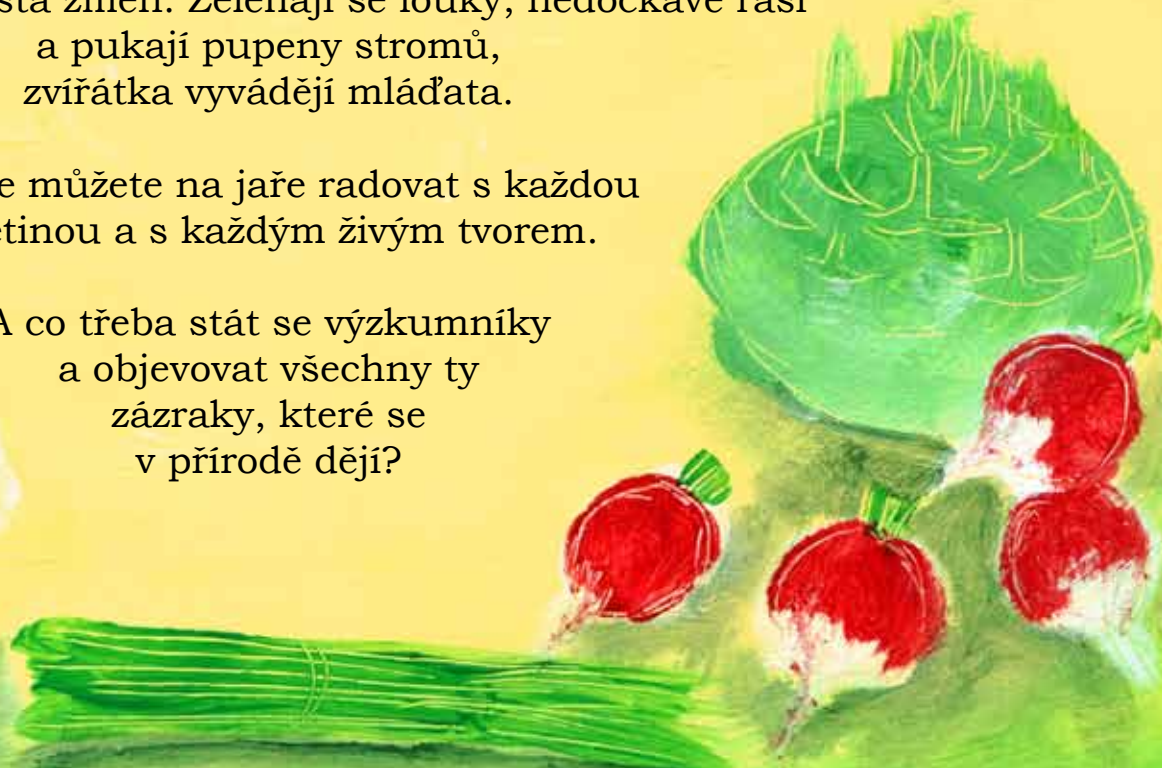 změn. Zelenají se louky, nedočkavě raší
a pukají pupeny stromů,
zvířátka vyvádějí mláďata.
můžete na jaře radovat s každou
a s každým živým tvorem.
A co třeba stát se výzkumníky
a objevovat všechny ty
zázraky, které se
v přírodě dějí?